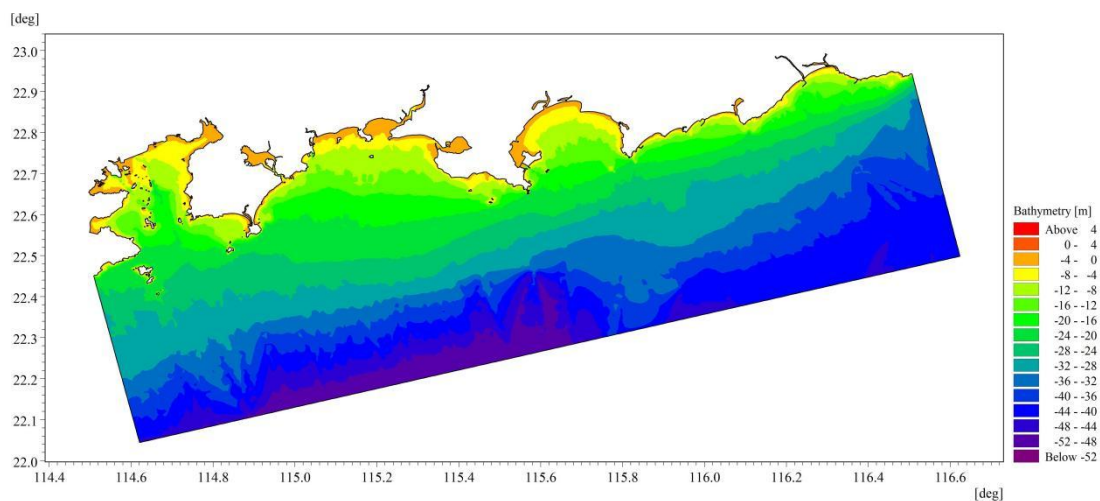 [deg]
23.0
22.9
22.8
22.7
22.6
22.5
22.4
22.3
22.2
22.1
22.0
114.4 114.6 114.8 115.0 115.2 115.4 115.6 115.8 116.0 116.2 116.4 116.6
[deg]
Bathymetry [m]
Above 4
0 - 4
-4 - 0
-8 - -4
-12 - -8
-16 - -12
-20 - -16
-24 - -20
-28 - -24
-32 - -28
-36 - -32
-40 - -36
-44 - -40
-48 - -44
-52 - -48
Below -52